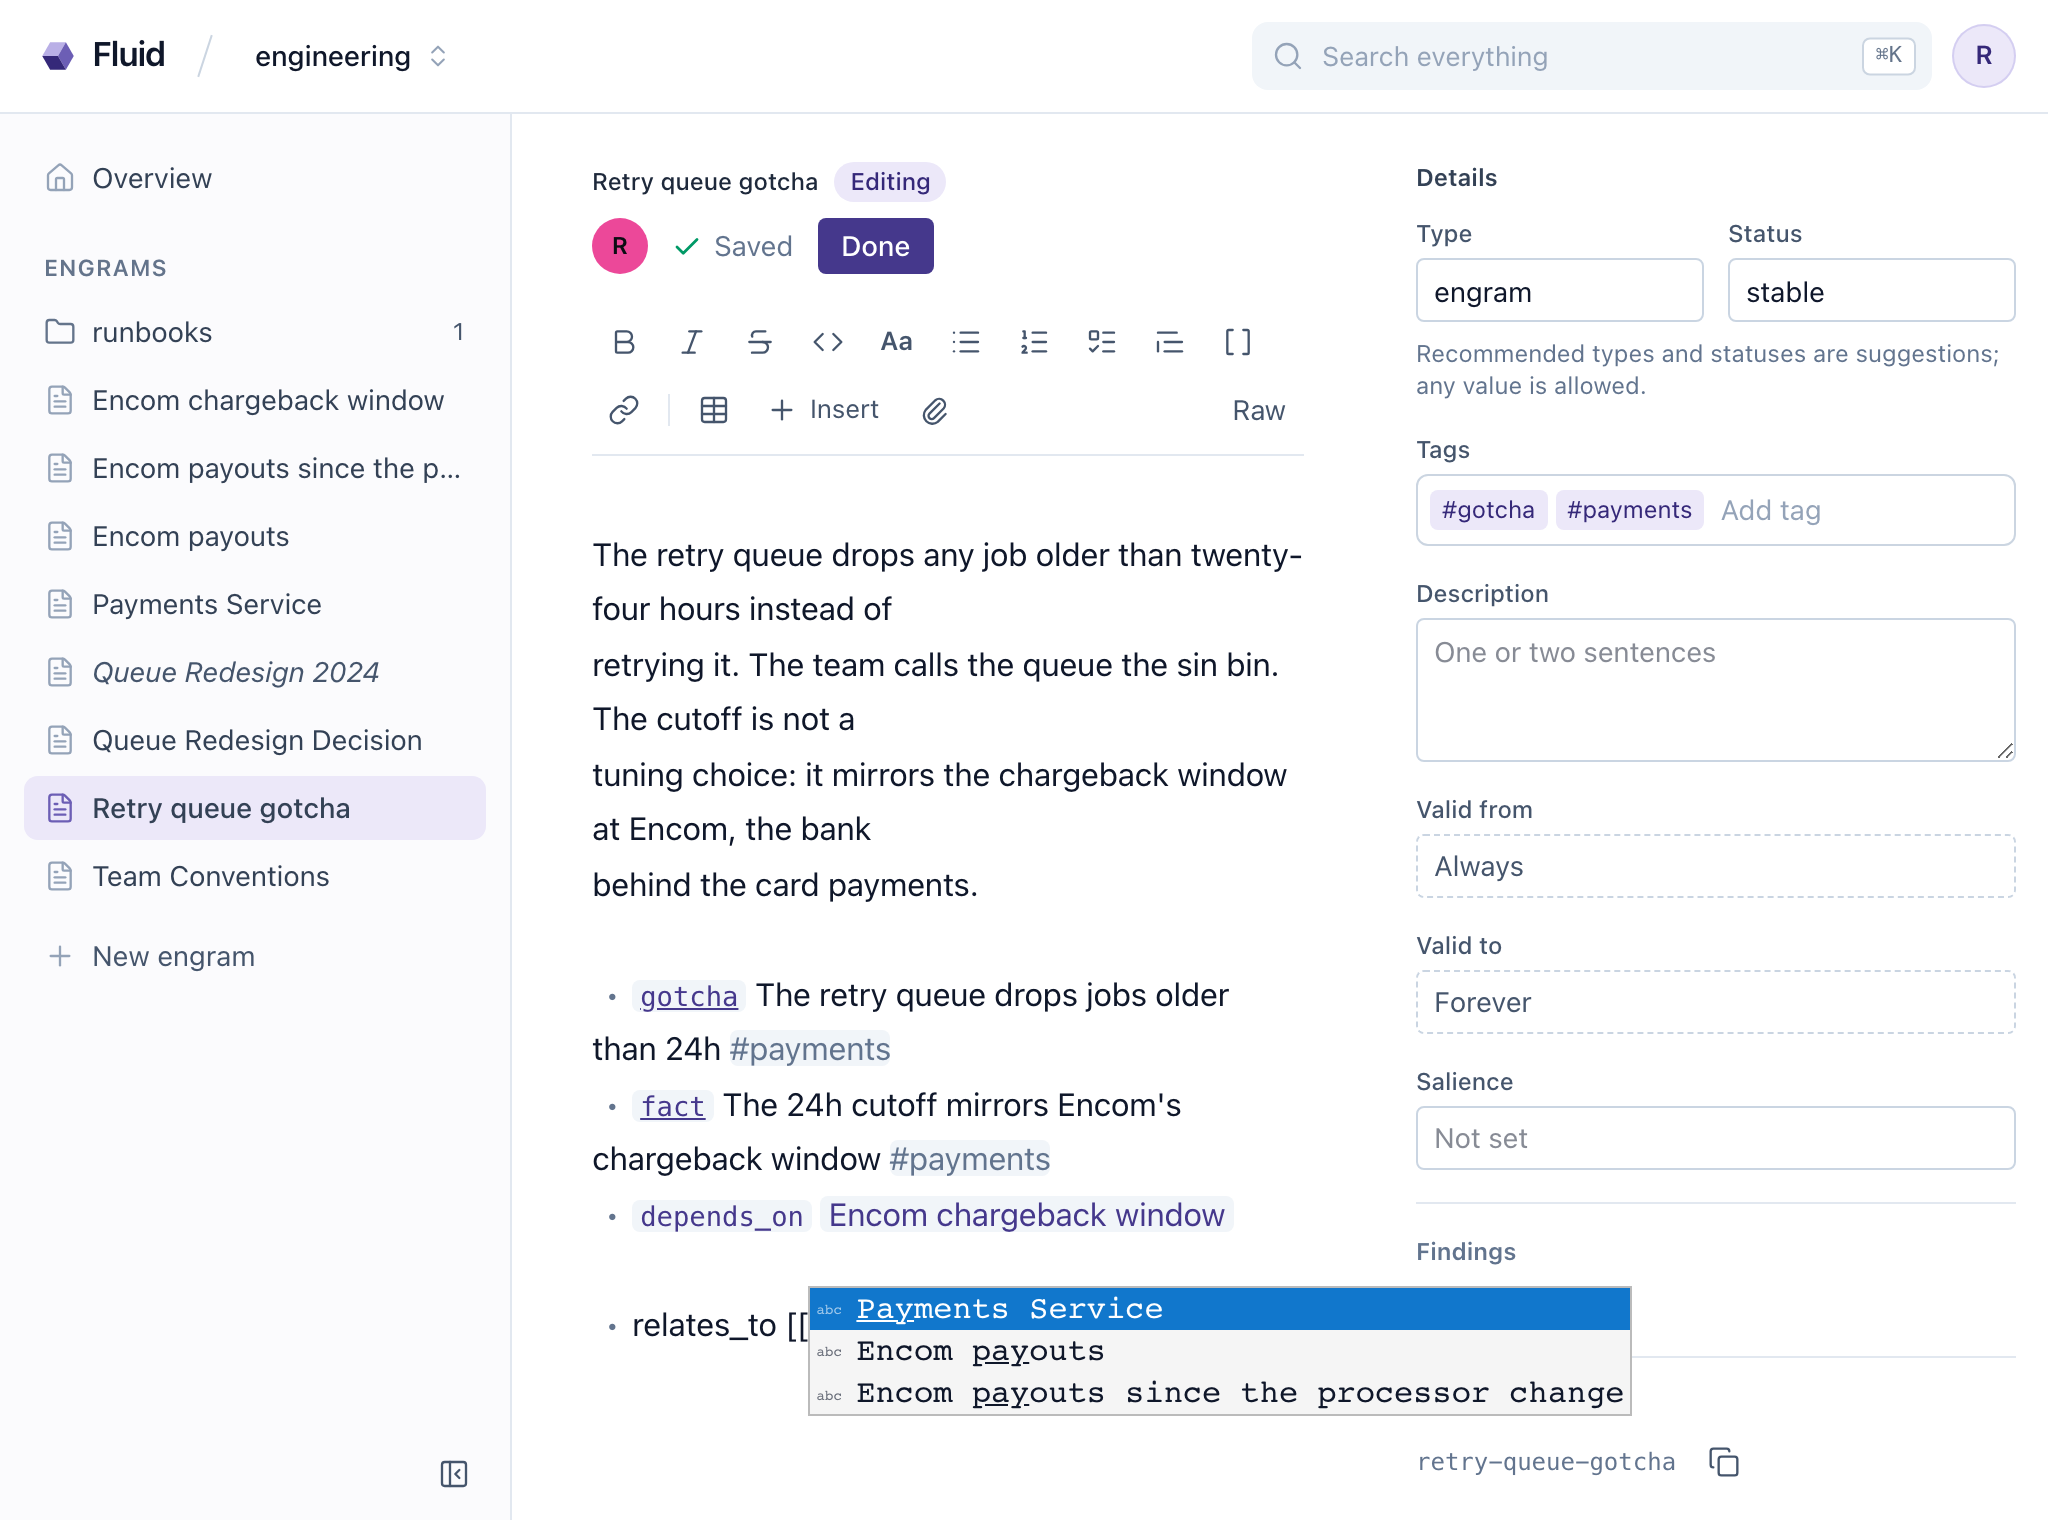 Fluid
engineering
Search everything
⌘K
R
Overview
ENGRAMS
runbooks
1
Encom chargeback window
Encom payouts since the p...
Encom payouts
Payments Service
Queue Redesign 2024
Queue Redesign Decision
Retry queue gotcha
Team Conventions
New engram
Retry queue gotcha
Editing
R
Saved
Done
Aa
Insert
Raw
The retry queue drops any job older than twenty-
four hours instead of
retrying it. The team calls the queue the sin bin.
The cutoff is not a
tuning choice: it mirrors the chargeback window
at Encom, the bank
behind the card payments.
• gotcha The retry queue drops jobs older
than 24h #payments
• fact The 24h cutoff mirrors Encom's
chargeback window #payments
• depends_on Encom chargeback window
• relates_to [[
abc Payments Service
abc Encom payouts
abc Encom payouts since the processor change
Details
Type
Status
engram
stable
Recommended types and statuses are suggestions;
any value is allowed.
Tags
#gotcha #payments Add tag
Description
One or two sentences
Valid from
Always
Valid to
Forever
Salience
Not set
Findings
retry-queue-gotcha